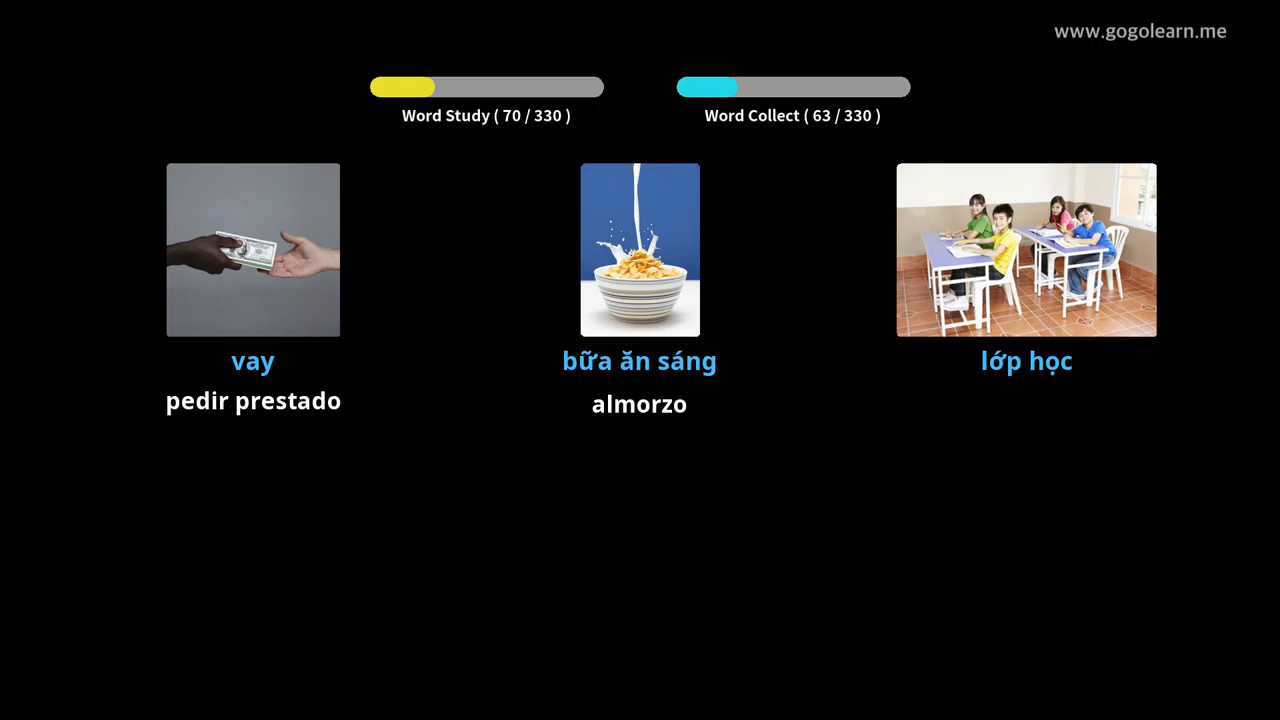 www.gogolearn.me
Word Study ( 70 / 330 )
Word Collect ( 63 / 330 )
vay
bữa ăn sáng
lớp học
pedir prestado
almorzo